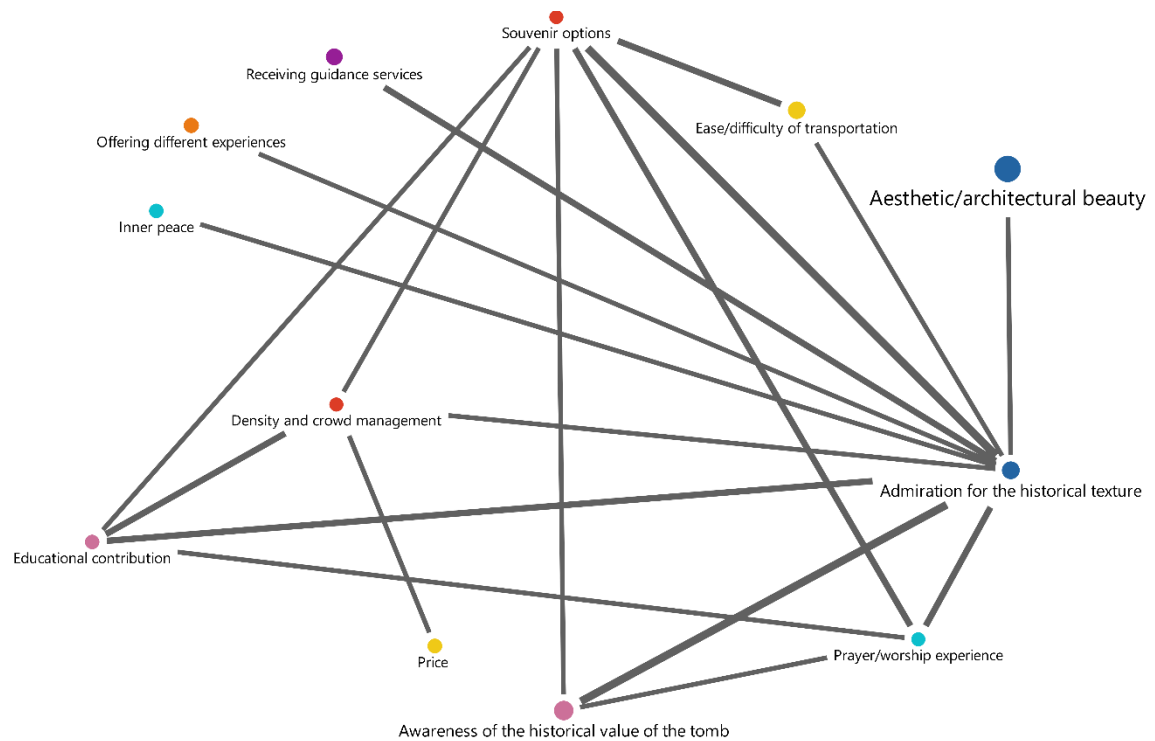 Souvenir options
Receiving guidance services
Ease/difficulty of transportation
Offering different experiences
Aesthetic/architectural beauty
Inner peace
Density and crowd management
Admiration for the historical texture
Educational contribution
Prayer/worship experience
Price
Awareness of the historical value of the tomb